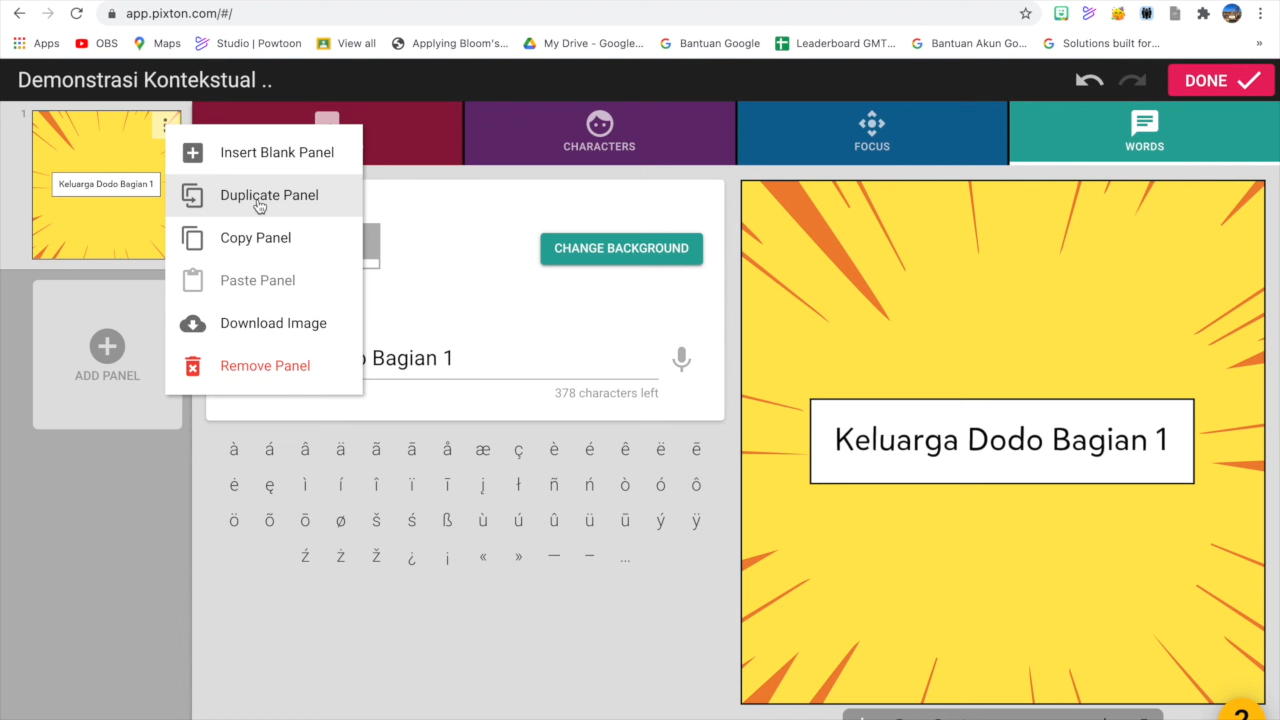 app.pixton.com/#/
Apps
OBS
Maps
Studio | Powtoon
View all
Applying Bloom's...
My Drive - Google...
Bantuan Google
Leaderboard GMT...
Bantuan Akun Go...
Solutions built for...
»
Demonstrasi Kontekstual ..
DONE
1
Keluarga Dodo Bagian 1
ADD PANEL
Insert Blank Panel
Duplicate Panel
Copy Panel
Paste Panel
Download Image
Remove Panel
CHARACTERS
FOCUS
WORDS
CHANGE BACKGROUND
Bagian 1
378 characters left
à á â ä ã ā å æ ç è é ê ë ē
ė ę ì í î ï ī į ł ñ ń ò ó ô
ö õ ō ø š ś ß ù ú û ü ū ý ÿ
ź ż ž ¿ ¡ « » — – …
Keluarga Dodo Bagian 1
?